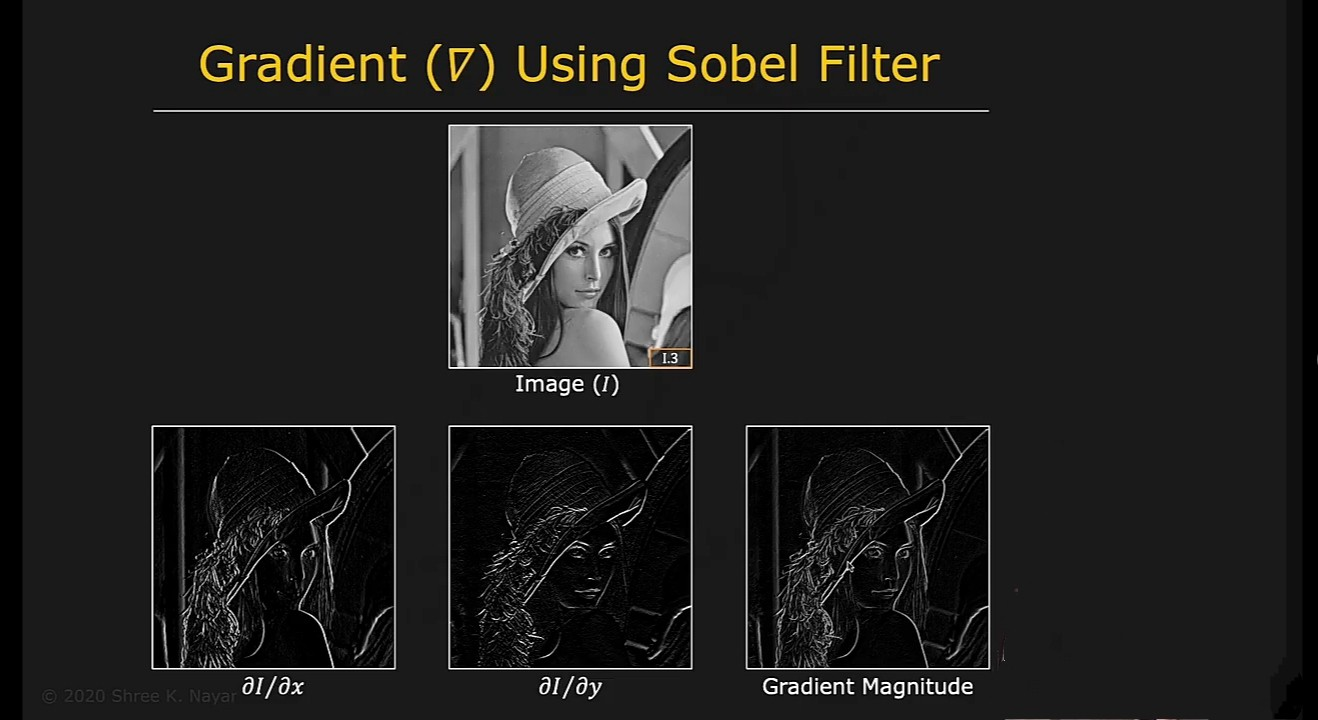 Gradient (∇) Using Sobel Filter
I.3
Image (I)
∂I/∂x
∂I/∂y
Gradient Magnitude
© 2020 Shree K. Nayar